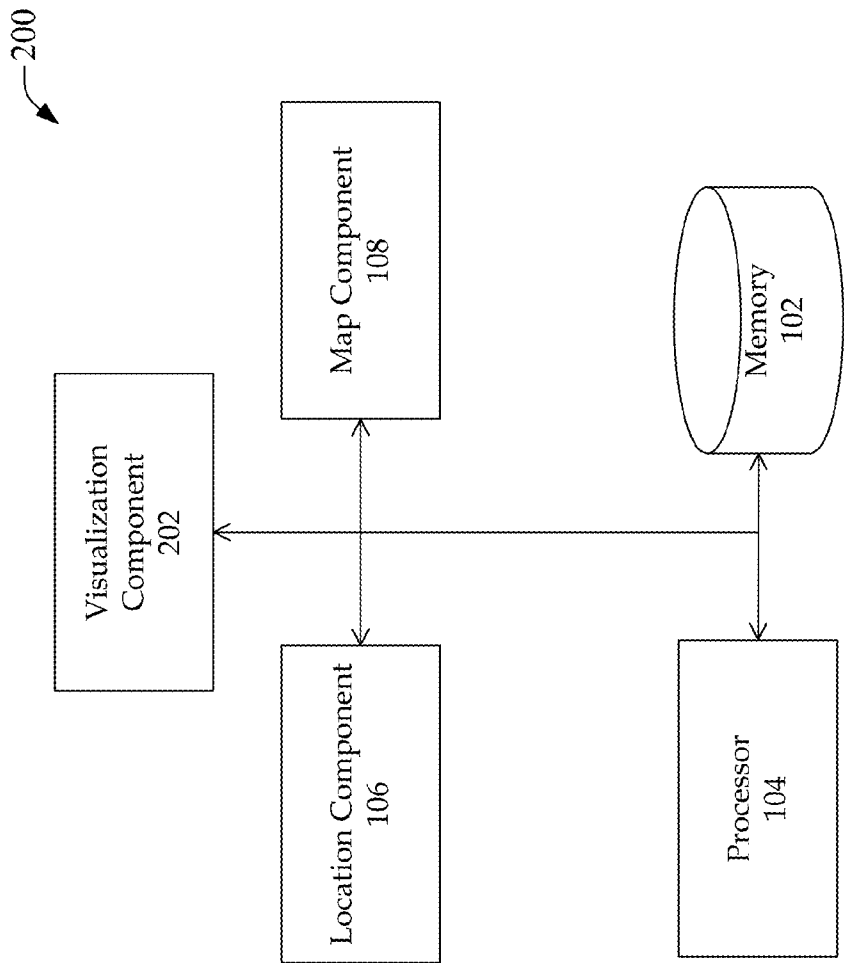 200
Visualization
Component
202
Location Component
106
Map Component
108
Processor
104
Memory
102